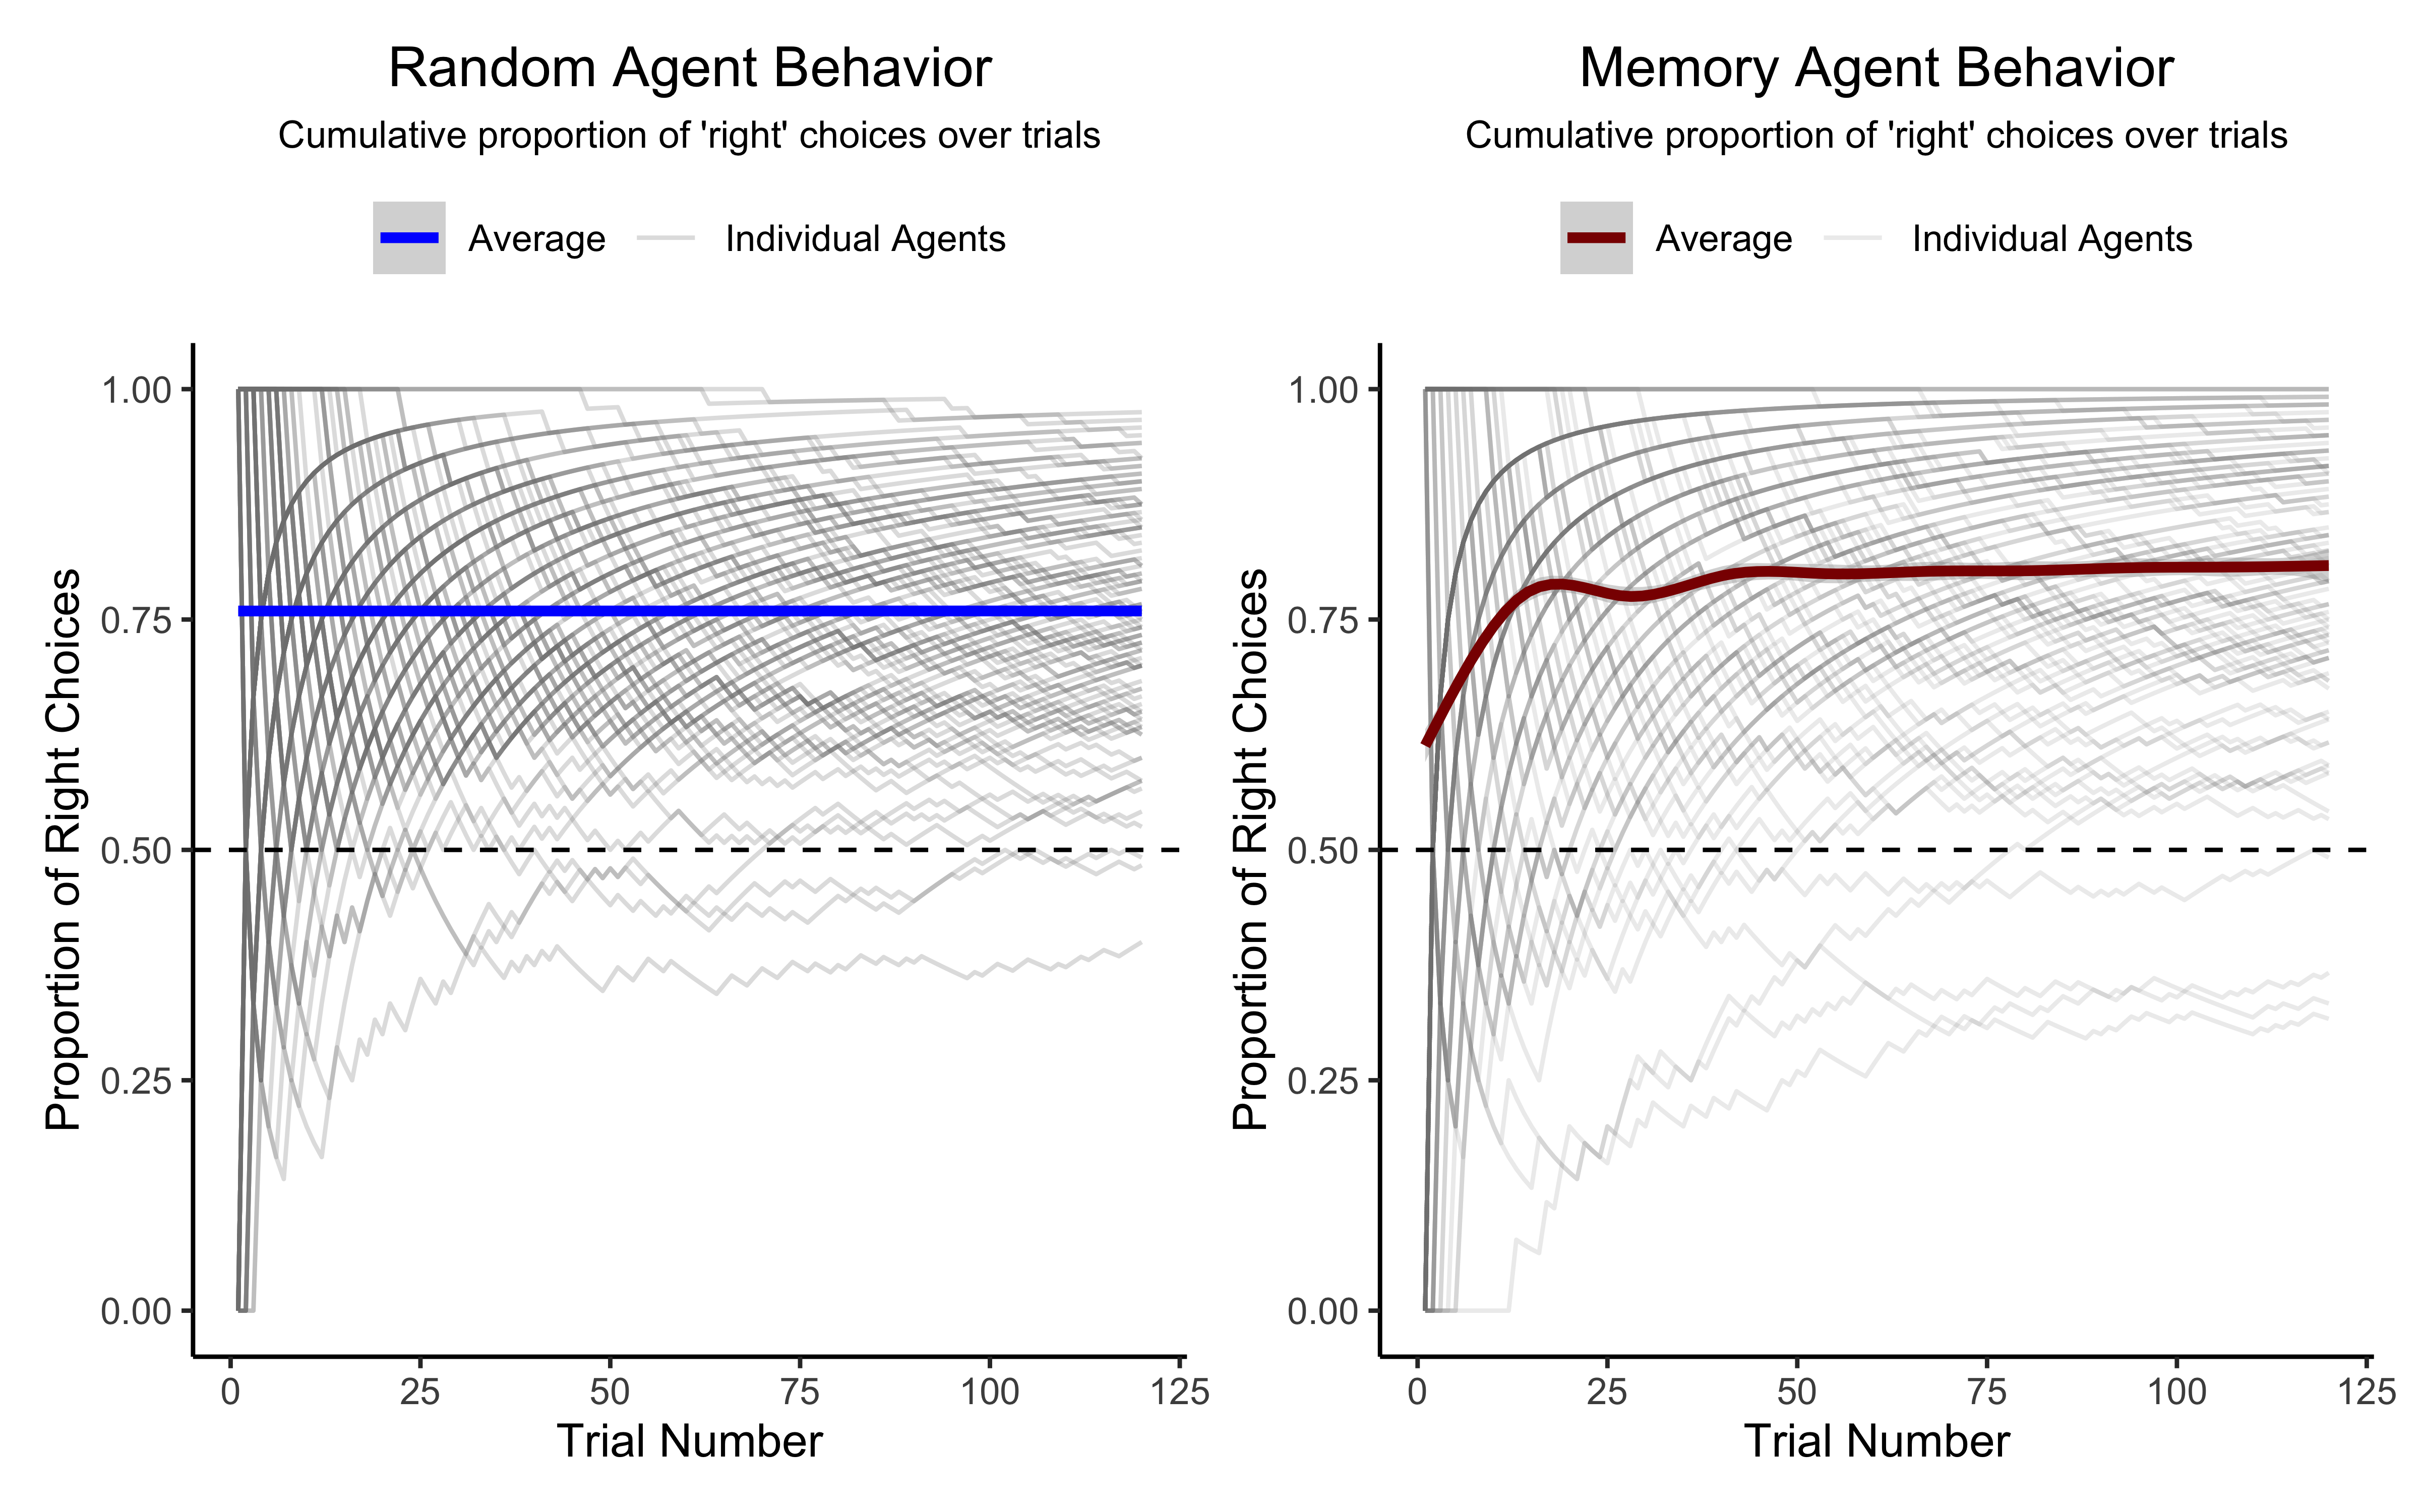 Random Agent Behavior
Cumulative proportion of 'right' choices over trials
Average
Individual Agents
Proportion of Right Choices
1.00
0.75
0.50
0.25
0.00
0
25
50
75
100
125
Trial Number
Memory Agent Behavior
Cumulative proportion of 'right' choices over trials
Average
Individual Agents
Proportion of Right Choices
1.00
0.75
0.50
0.25
0.00
0
25
50
75
100
125
Trial Number